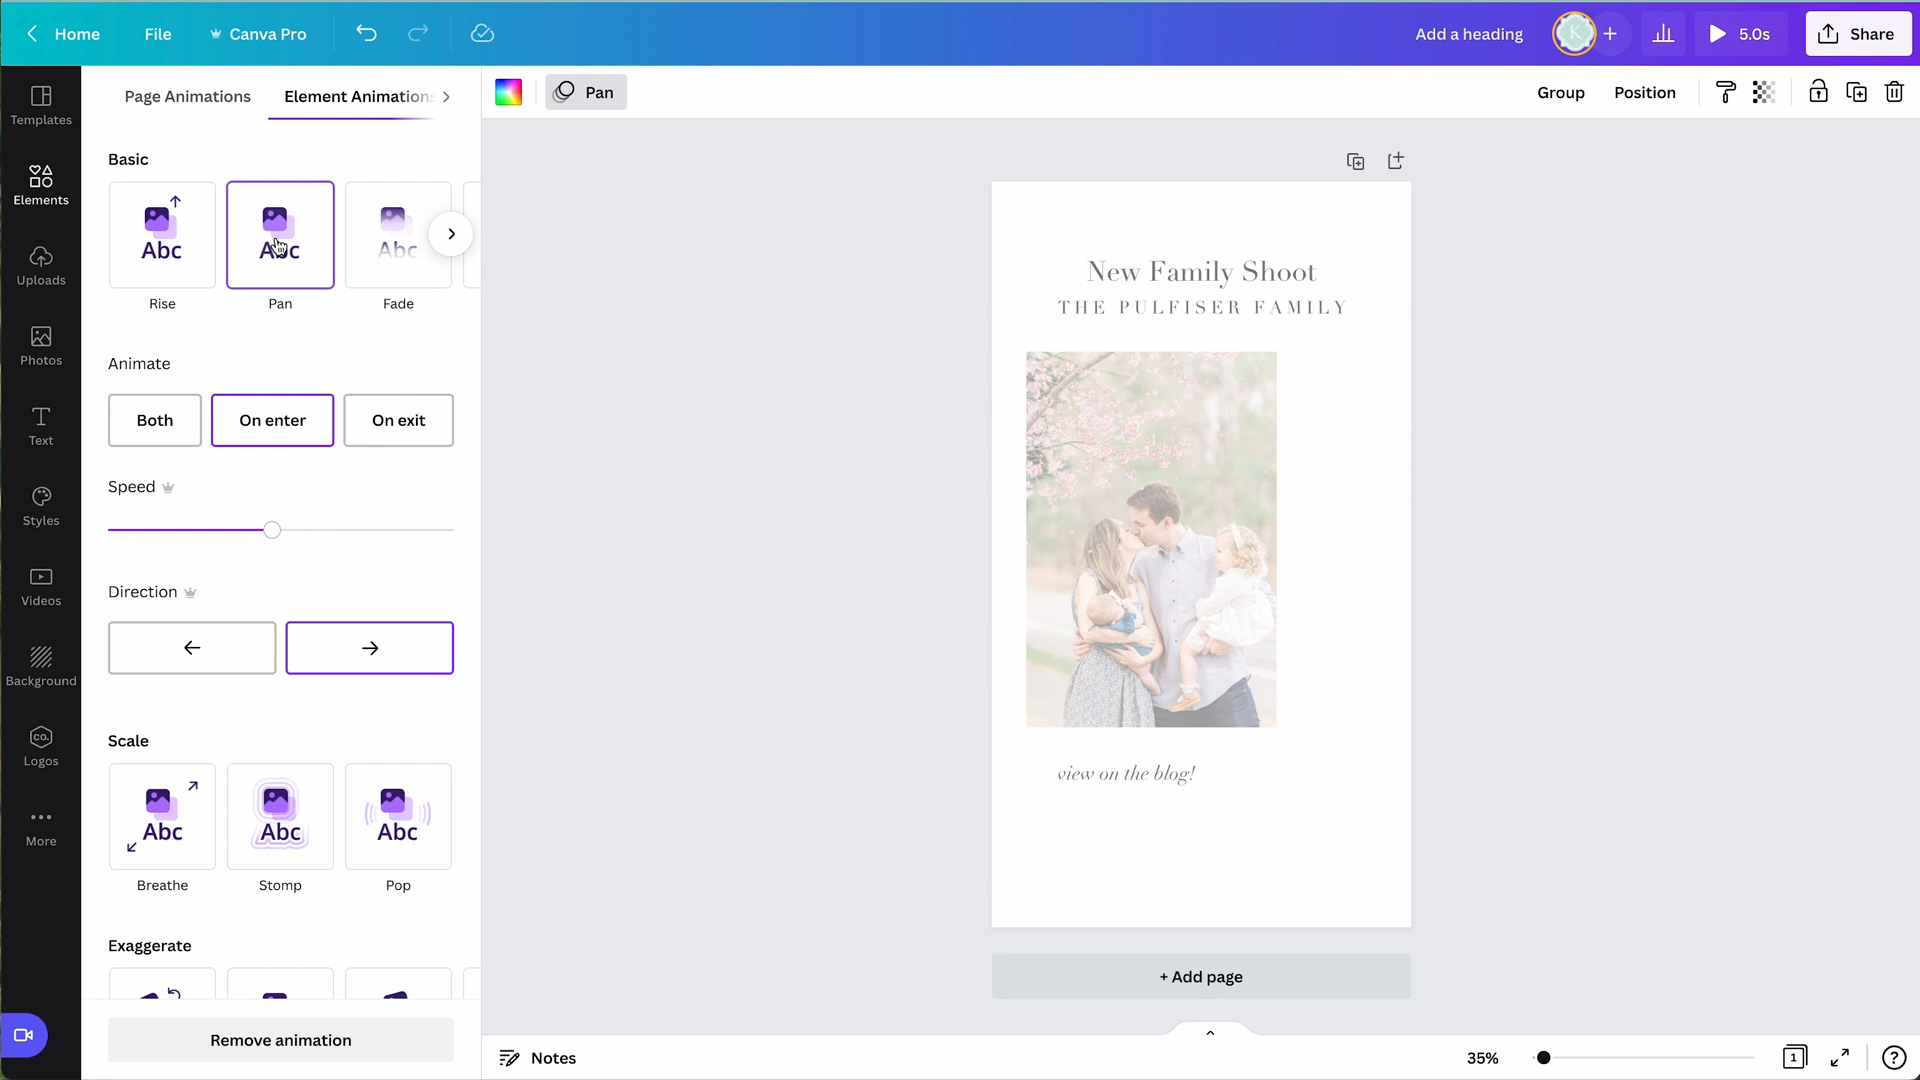 Home File Canva Pro Add a heading K 5.0s Share
Templates
Elements
Uploads
Photos
Text
Styles
Videos
Background
CO.
Logos
More
Page Animations Element Animations
Basic
Abc Abc Abc
Rise Pan Fade
Animate
Both On enter On exit
Speed
Direction
Scale
Abc Abc Abc
Breathe Stomp Pop
Exaggerate
Remove animation
Pan Group Position
New Family Shoot
THE PULFISER FAMILY
view on the blog!
+ Add page
Notes 35% 1 ?